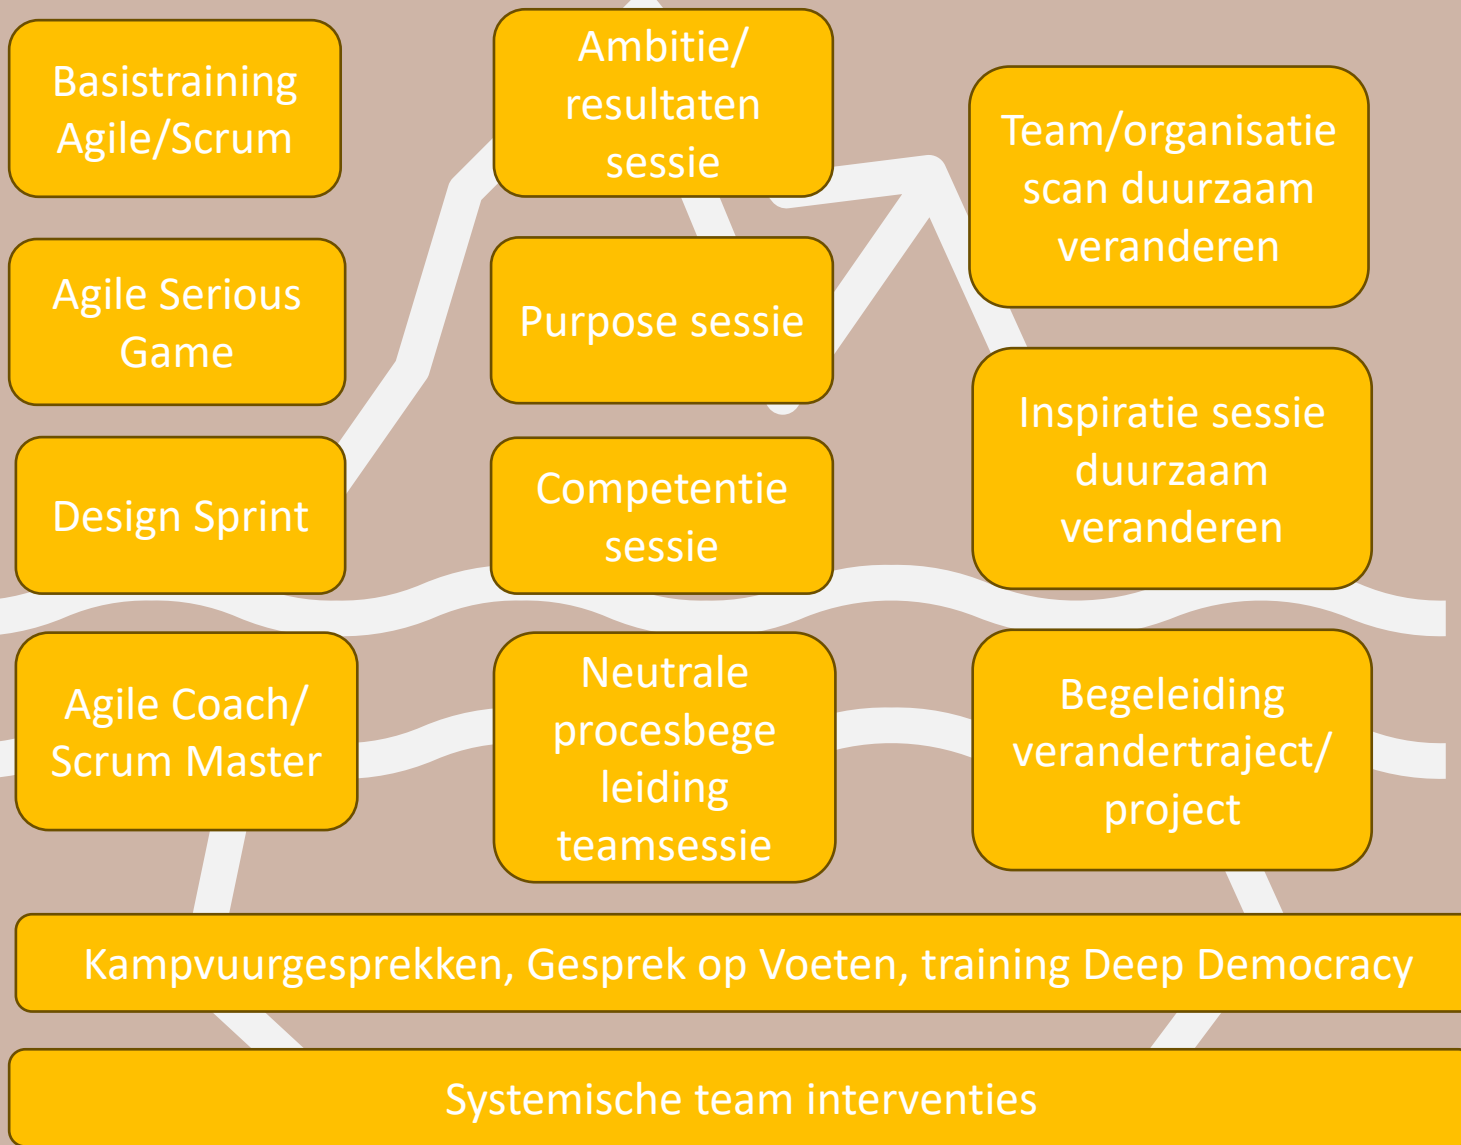 Basistraining
Agile/Scrum
Agile Serious
Game
Design Sprint
Agile Coach/
Scrum Master
Ambitie/
resultaten
sessie
Purpose sessie
Competentie
sessie
Neutrale
procesbege
leiding
teamsessie
Team/organisatie
scan duurzaam
veranderen
Inspiratie sessie
duurzaam
veranderen
Begeleiding
verandertraject/
project
Kampvuurgesprekken, Gesprek op Voeten, training Deep Democracy
Systemische team interventies